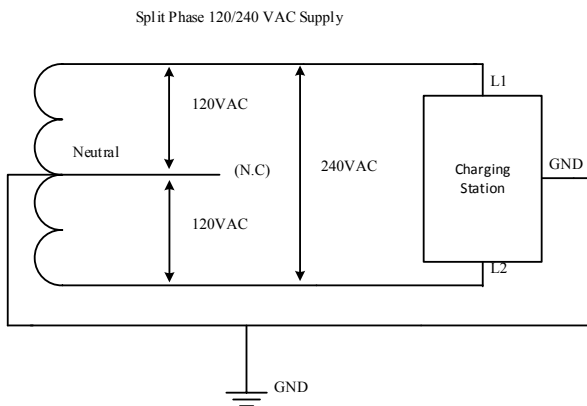 Split Phase 120/240 VAC Supply
L1
120VAC
Neutral
(N.C)
240VAC
Charging
Station
GND
120VAC
L2
GND